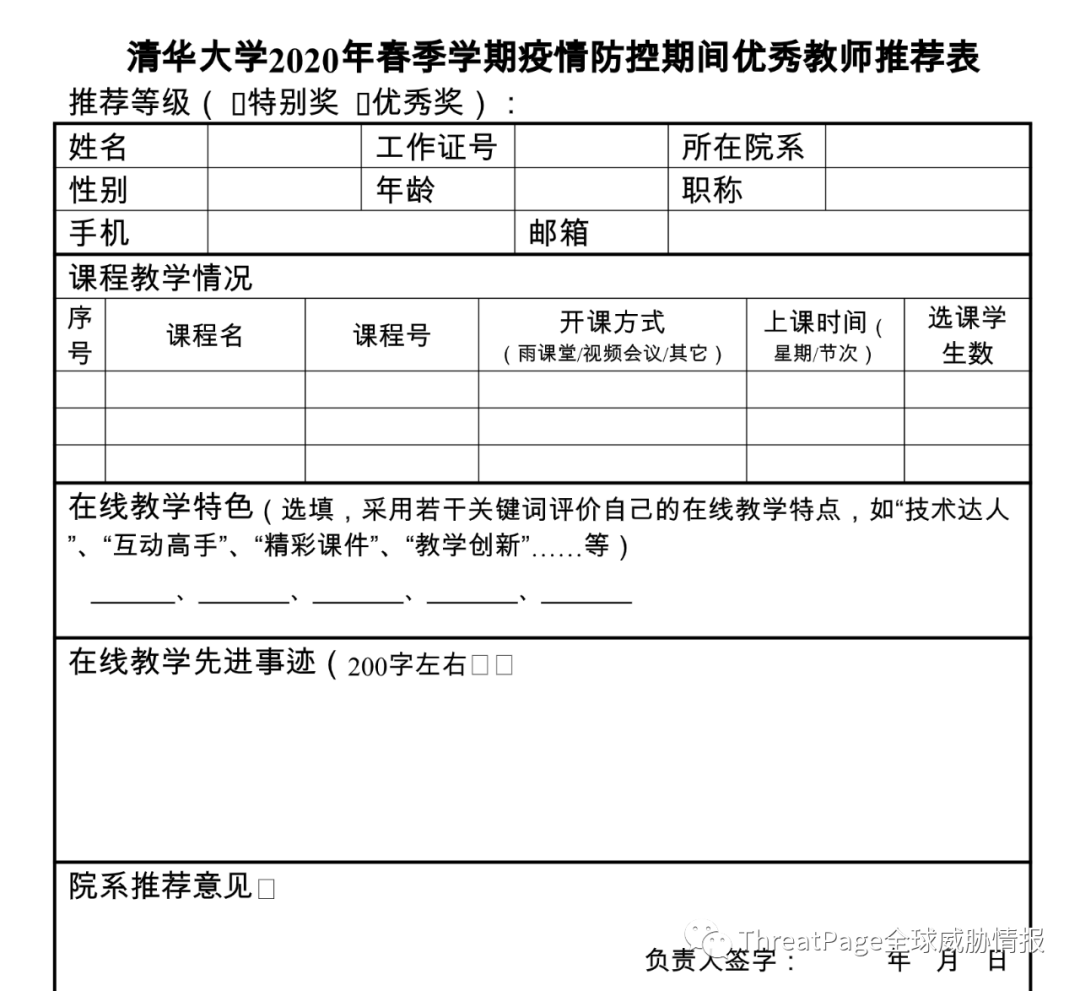 清华大学2020年春季学期疫情防控期间优秀教师推荐表
推荐等级（ □特别奖 □优秀奖）：
姓名 工作证号 所在院系
性别 年龄 职称
手机 邮箱
课程教学情况
序号 课程名 课程号 开课方式（雨课堂/视频会议/其它） 上课时间（星期/节次） 选课学生数
在线教学特色（选填，采用若干关键词评价自己的在线教学特点，如“技术达人
”、“互动高手”、“精彩课件”、“教学创新”……等）
______、______、______、______、______
在线教学先进事迹（200字左右□□
院系推荐意见□
ThreatPage全球威胁情报
负责人签字： 年 月 日